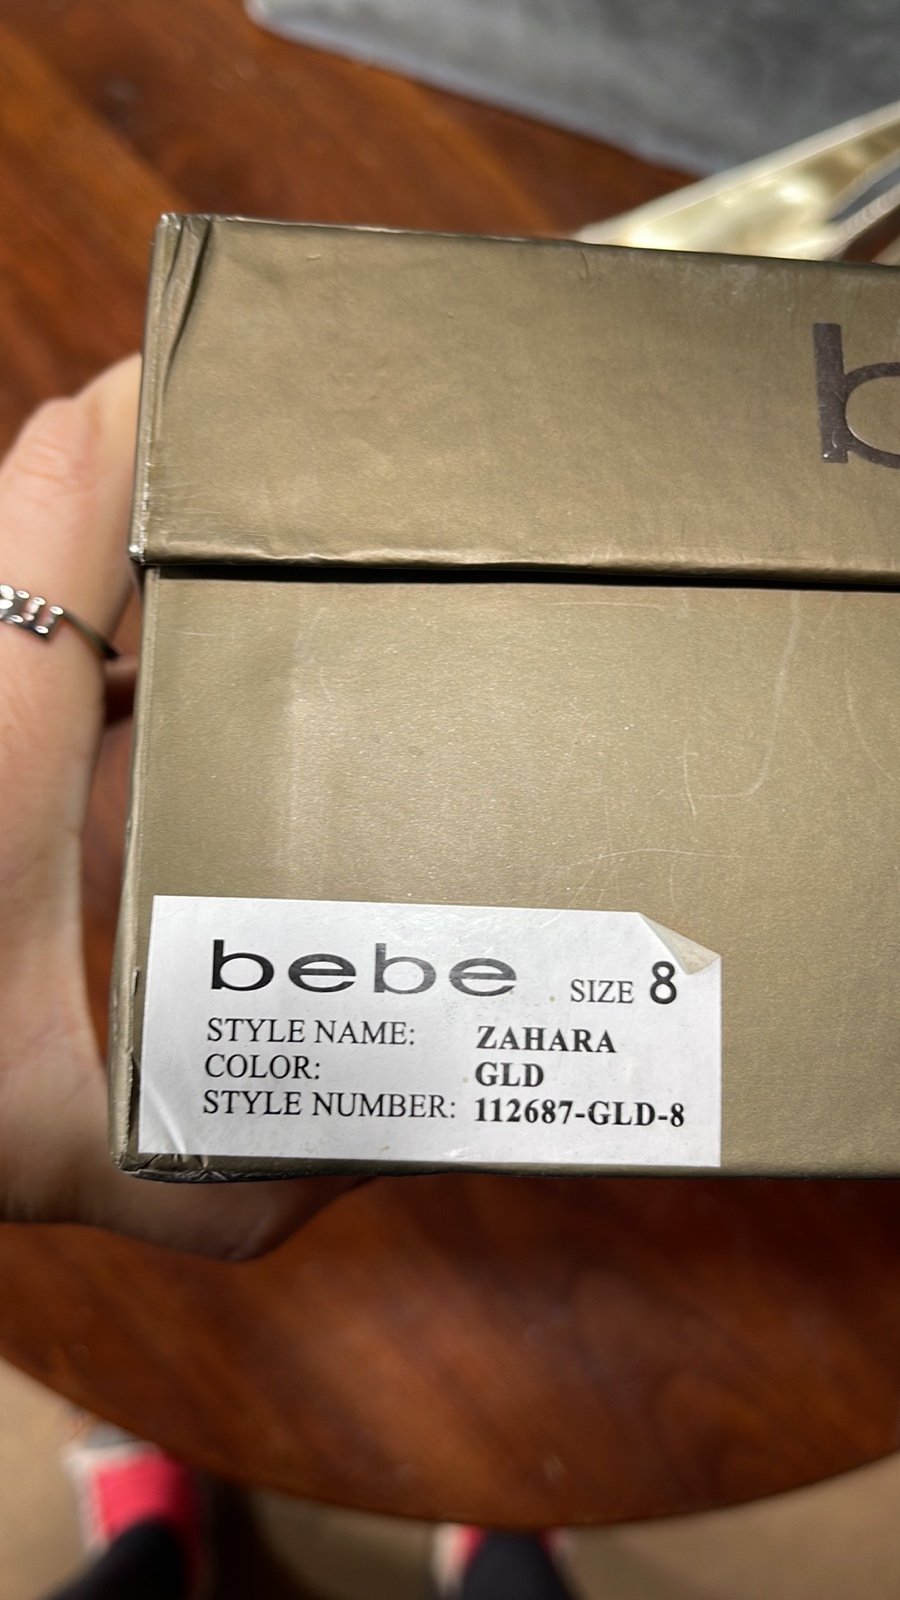 b
bebe SIZE 8
STYLE NAME: ZAHARA
COLOR: GLD
STYLE NUMBER: 112687-GLD-8